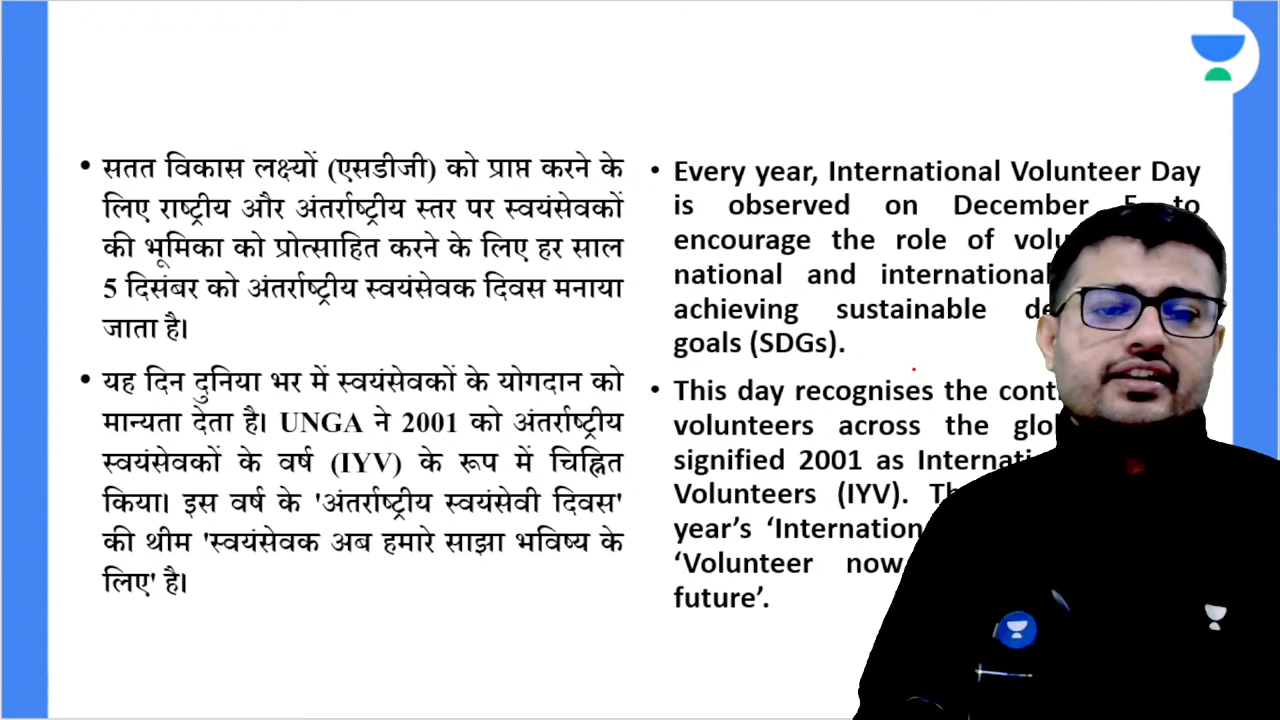 • सतत विकास लक्ष्यों (एसडीजी) को प्राप्त करने के
लिए राष्ट्रीय और अंतर्राष्ट्रीय स्तर पर स्वयंसेवकों
की भूमिका को प्रोत्साहित करने के लिए हर साल
5 दिसंबर को अंतर्राष्ट्रीय स्वयंसेवक दिवस मनाया
जाता है।
• यह दिन दुनिया भर में स्वयंसेवकों के योगदान को
मान्यता देता है। UNGA ने 2001 को अंतर्राष्ट्रीय
स्वयंसेवकों के वर्ष (IYV) के रूप में चिह्नित
किया। इस वर्ष के 'अंतर्राष्ट्रीय स्वयंसेवी दिवस'
की थीम 'स्वयंसेवक अब हमारे साझा भविष्य के
लिए' है।
• Every year, International Volunteer Day
is observed on December to
encourage the role of
national and international
achieving sustainable
goals (SDGs).
• This day recognises the
volunteers across the
signified 2001 as
Volunteers (IYV).
year’s
‘Volunteer now
future’.